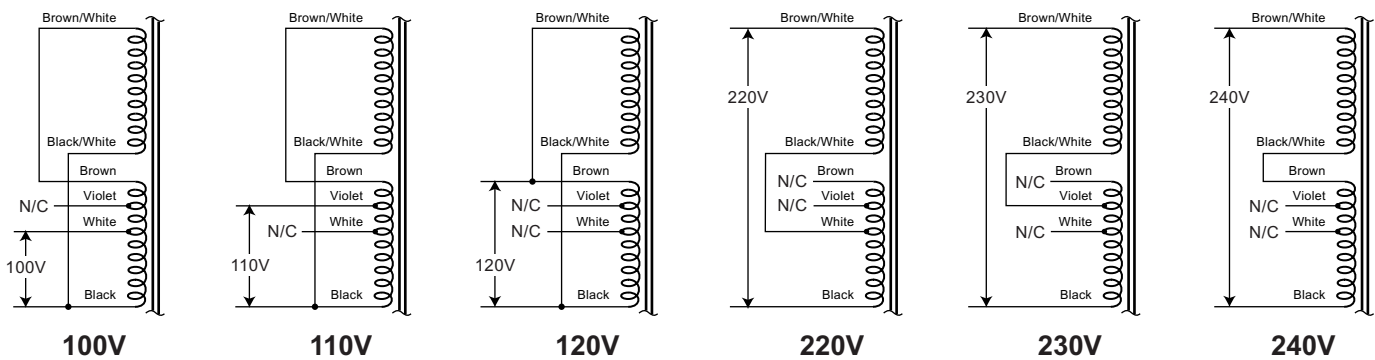 Brown/White
Black/White
Brown
Violet
N/C
White
100V
Black
100V
Brown/White
Black/White
Brown
Violet
White
N/C
110V
Black
110V
Brown/White
Black/White
Brown
Violet
N/C
White
N/C
120V
Black
120V
Brown/White
220V
Black/White
Brown
N/C
Violet
N/C
White
Black
220V
Brown/White
230V
Black/White
Brown
N/C
Violet
White
N/C
Black
230V
Brown/White
240V
Black/White
Brown
Violet
N/C
White
N/C
Black
240V